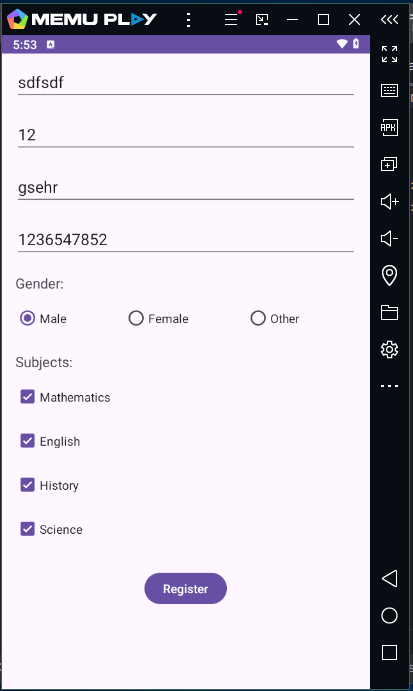 MEMU PLAY
5:53 A
sdfsdf
12
gsehr
1236547852
Gender:
Male Female Other
Subjects:
Mathematics
English
History
Science
Register
APK